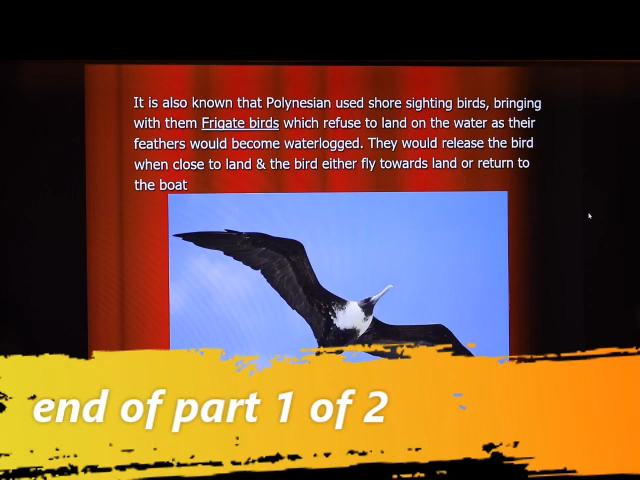 It is also known that Polynesian used shore sighting birds, bringing
with them Frigate birds which refuse to land on the water as their
feathers would become waterlogged. They would release the bird
when close to land & the bird either fly towards land or return to
the boat
end of part 1 of 2